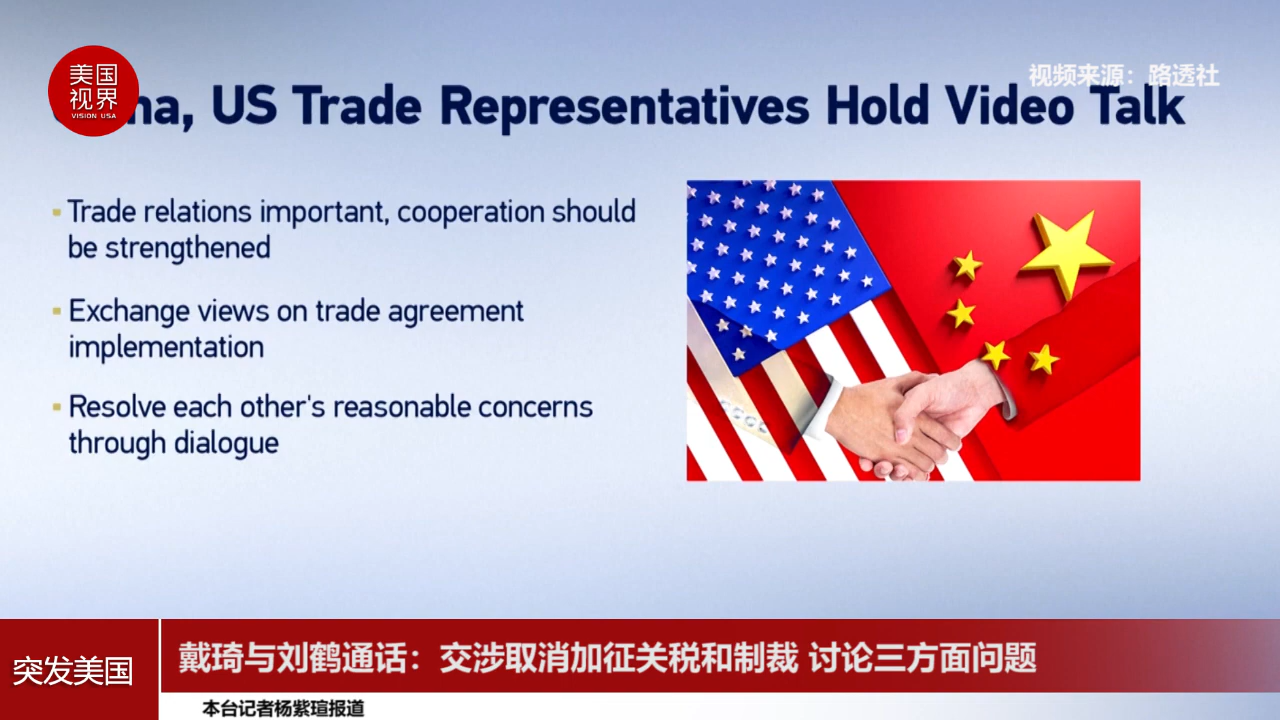 美国
视界
VISION USA
视频来源：路透社
na, US Trade Representatives Hold Video Talk
Trade relations important, cooperation should
be strengthened
Exchange views on trade agreement
implementation
Resolve each other's reasonable concerns
through dialogue
突发美国
戴琦与刘鹤通话：交涉取消加征关税和制裁 讨论三方面问题
本台记者杨紫瑄报道